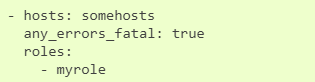 - hosts: somehosts
  any_errors_fatal: true
  roles:
    - myrole